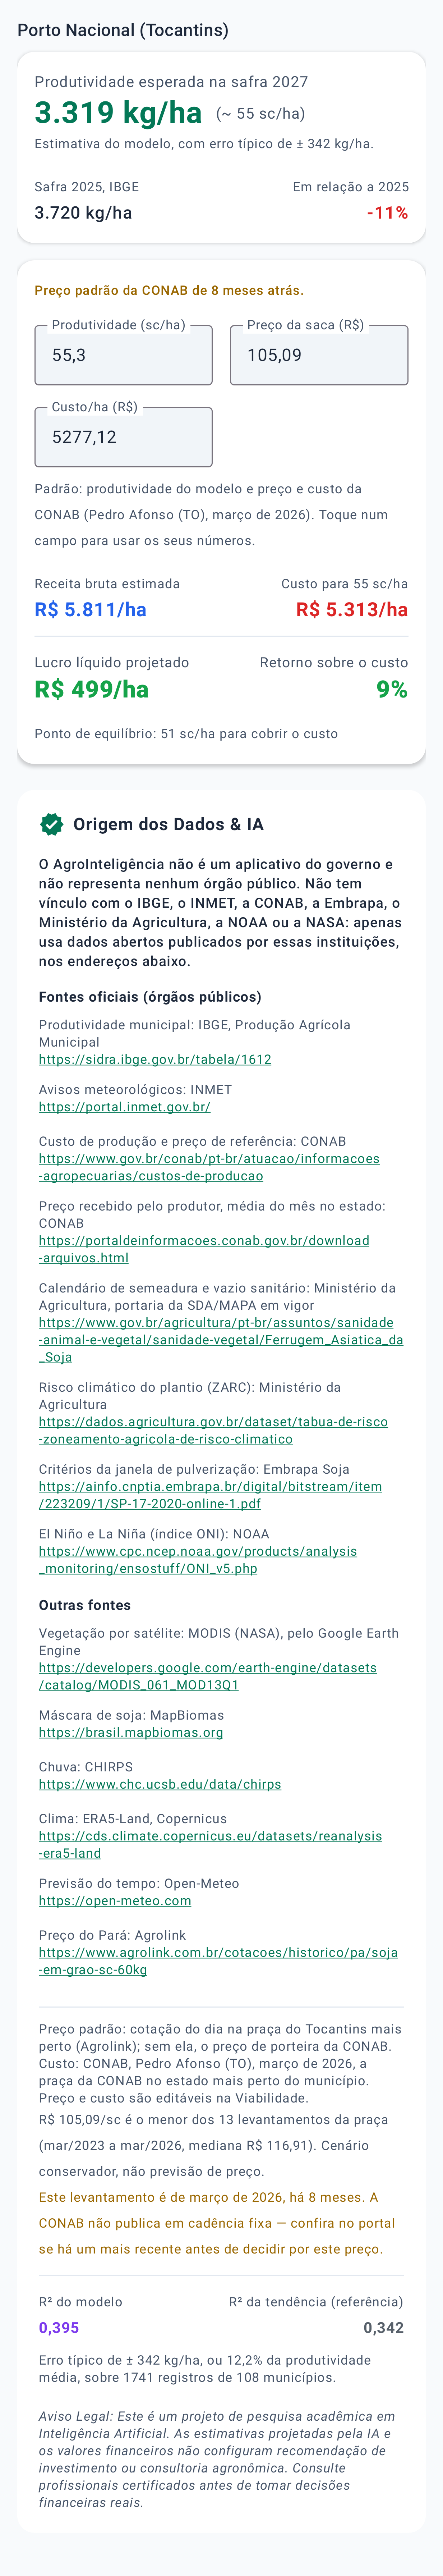 Porto Nacional (Tocantins)
Produtividade esperada na safra 2027
3.319 kg/ha (~ 55 sc/ha)
Estimativa do modelo, com erro típico de ± 342 kg/ha.
Safra 2025, IBGE
Em relação a 2025
3.720 kg/ha
-11%
Preço padrão da CONAB de 8 meses atrás.
Produtividade (sc/ha)
Preço da saca (R$)
55,3
105,09
Custo/ha (R$)
5277,12
Padrão: produtividade do modelo e preço e custo da
CONAB (Pedro Afonso (TO), março de 2026). Toque num
campo para usar os seus números.
Receita bruta estimada
Custo para 55 sc/ha
R$ 5.811/ha
R$ 5.313/ha
Lucro líquido projetado
Retorno sobre o custo
R$ 499/ha
9%
Ponto de equilíbrio: 51 sc/ha para cobrir o custo
Origem dos Dados & IA
O AgroInteligência não é um aplicativo do governo e
não representa nenhum órgão público. Não tem
vínculo com o IBGE, o INMET, a CONAB, a Embrapa, o
Ministério da Agricultura, a NOAA ou a NASA: apenas
usa dados abertos publicados por essas instituições,
nos endereços abaixo.
Fontes oficiais (órgãos públicos)
Produtividade municipal: IBGE, Produção Agrícola
Municipal
https://sidra.ibge.gov.br/tabela/1612
Avisos meteorológicos: INMET
https://portal.inmet.gov.br/
Custo de produção e preço de referência: CONAB
https://www.gov.br/conab/pt-br/atuacao/informacoes
-agropecuarias/custos-de-producao
Preço recebido pelo produtor, média do mês no estado:
CONAB
https://portaldeinformacoes.conab.gov.br/download
-arquivos.html
Calendário de semeadura e vazio sanitário: Ministério da
Agricultura, portaria da SDA/MAPA em vigor
https://www.gov.br/agricultura/pt-br/assuntos/sanidade
-animal-e-vegetal/sanidade-vegetal/Ferrugem_Asiatica_da
_Soja
Risco climático do plantio (ZARC): Ministério da
Agricultura
https://dados.agricultura.gov.br/dataset/tabua-de-risco
-zoneamento-agricola-de-risco-climatico
Critérios da janela de pulverização: Embrapa Soja
https://ainfo.cnptia.embrapa.br/digital/bitstream/item
/223209/1/SP-17-2020-online-1.pdf
El Niño e La Niña (índice ONI): NOAA
https://www.cpc.ncep.noaa.gov/products/analysis
_monitoring/ensostuff/ONI_v5.php
Outras fontes
Vegetação por satélite: MODIS (NASA), pelo Google Earth
Engine
https://developers.google.com/earth-engine/datasets
/catalog/MODIS_061_MOD13Q1
Máscara de soja: MapBiomas
https://brasil.mapbiomas.org
Chuva: CHIRPS
https://www.chc.ucsb.edu/data/chirps
Clima: ERA5-Land, Copernicus
https://cds.climate.copernicus.eu/datasets/reanalysis
-era5-land
Previsão do tempo: Open-Meteo
https://open-meteo.com
Preço do Pará: Agrolink
https://www.agrolink.com.br/cotacoes/historico/pa/soja
-em-grao-sc-60kg
Preço padrão: cotação do dia na praça do Tocantins mais
perto (Agrolink); sem ela, o preço de porteira da CONAB.
Custo: CONAB, Pedro Afonso (TO), março de 2026, a
praça da CONAB no estado mais perto do município.
Preço e custo são editáveis na Viabilidade.
R$ 105,09/sc é o menor dos 13 levantamentos da praça
(mar/2023 a mar/2026, mediana R$ 116,91). Cenário
conservador, não previsão de preço.
Este levantamento é de março de 2026, há 8 meses. A
CONAB não publica em cadência fixa — confira no portal
se há um mais recente antes de decidir por este preço.
R² do modelo
R² da tendência (referência)
0,395
0,342
Erro típico de ± 342 kg/ha, ou 12,2% da produtividade
média, sobre 1741 registros de 108 municípios.
Aviso Legal: Este é um projeto de pesquisa acadêmica em
Inteligência Artificial. As estimativas projetadas pela IA e
os valores financeiros não configuram recomendação de
investimento ou consultoria agronômica. Consulte
profissionais certificados antes de tomar decisões
financeiras reais.